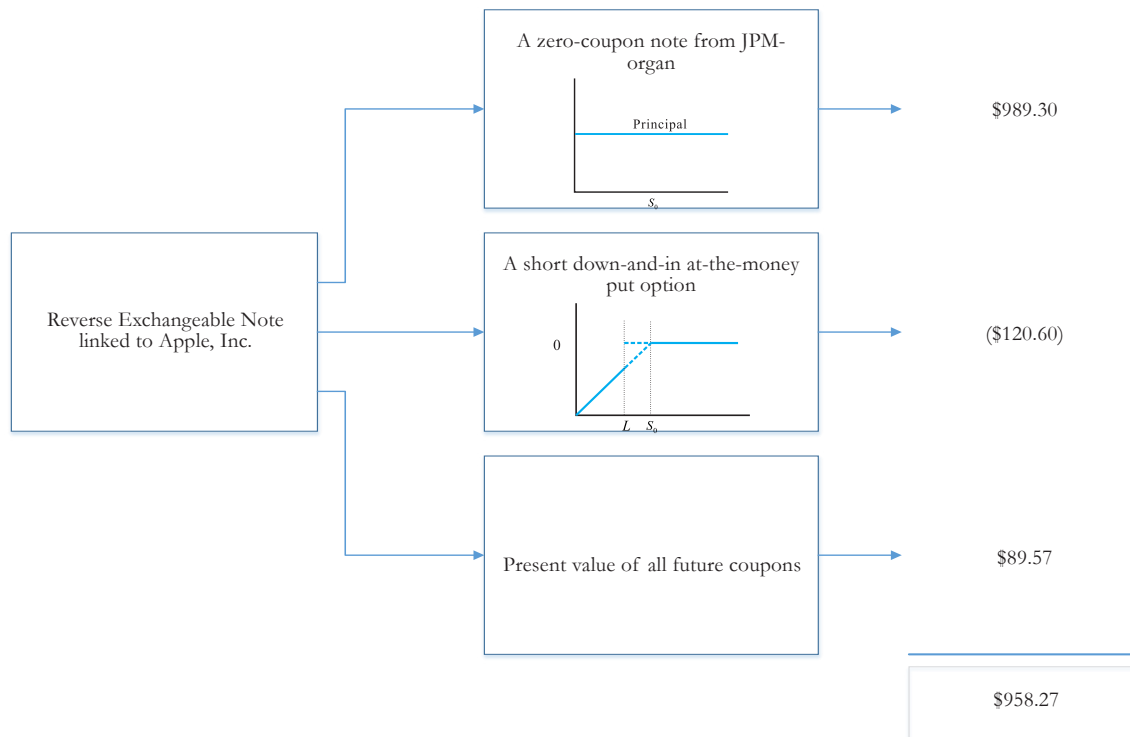 A zero-coupon note from JPM-
organ
Principal
S₀
$989.30
Reverse Exchangeable Note
linked to Apple, Inc.
A short down-and-in at-the-money
put option
0
L S₀
($120.60)
Present value of all future coupons
$89.57
$958.27